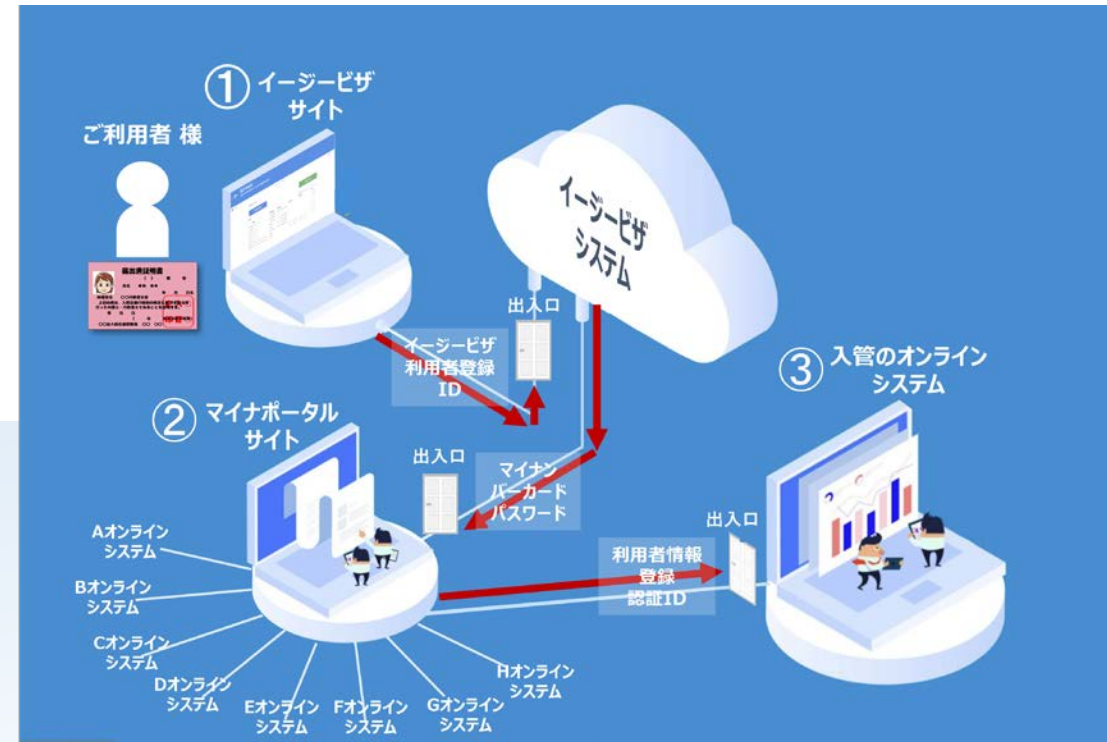 ① イージービザ
サイト
ご利用者 様
届出済証明書
イージービザ
システム
出入口
イージービザ
利用者登録
ID
③ 入管のオンライン
システム
② マイナポータル
サイト
出入口
マイナン
バーカード
パスワード
出入口
利用者情報
登録
認証ID
Aオンライン
システム
Bオンライン
システム
Cオンライン
システム
Dオンライン
システム
Eオンライン
システム
Fオンライン
システム
Gオンライン
システム
Hオンライン
システム